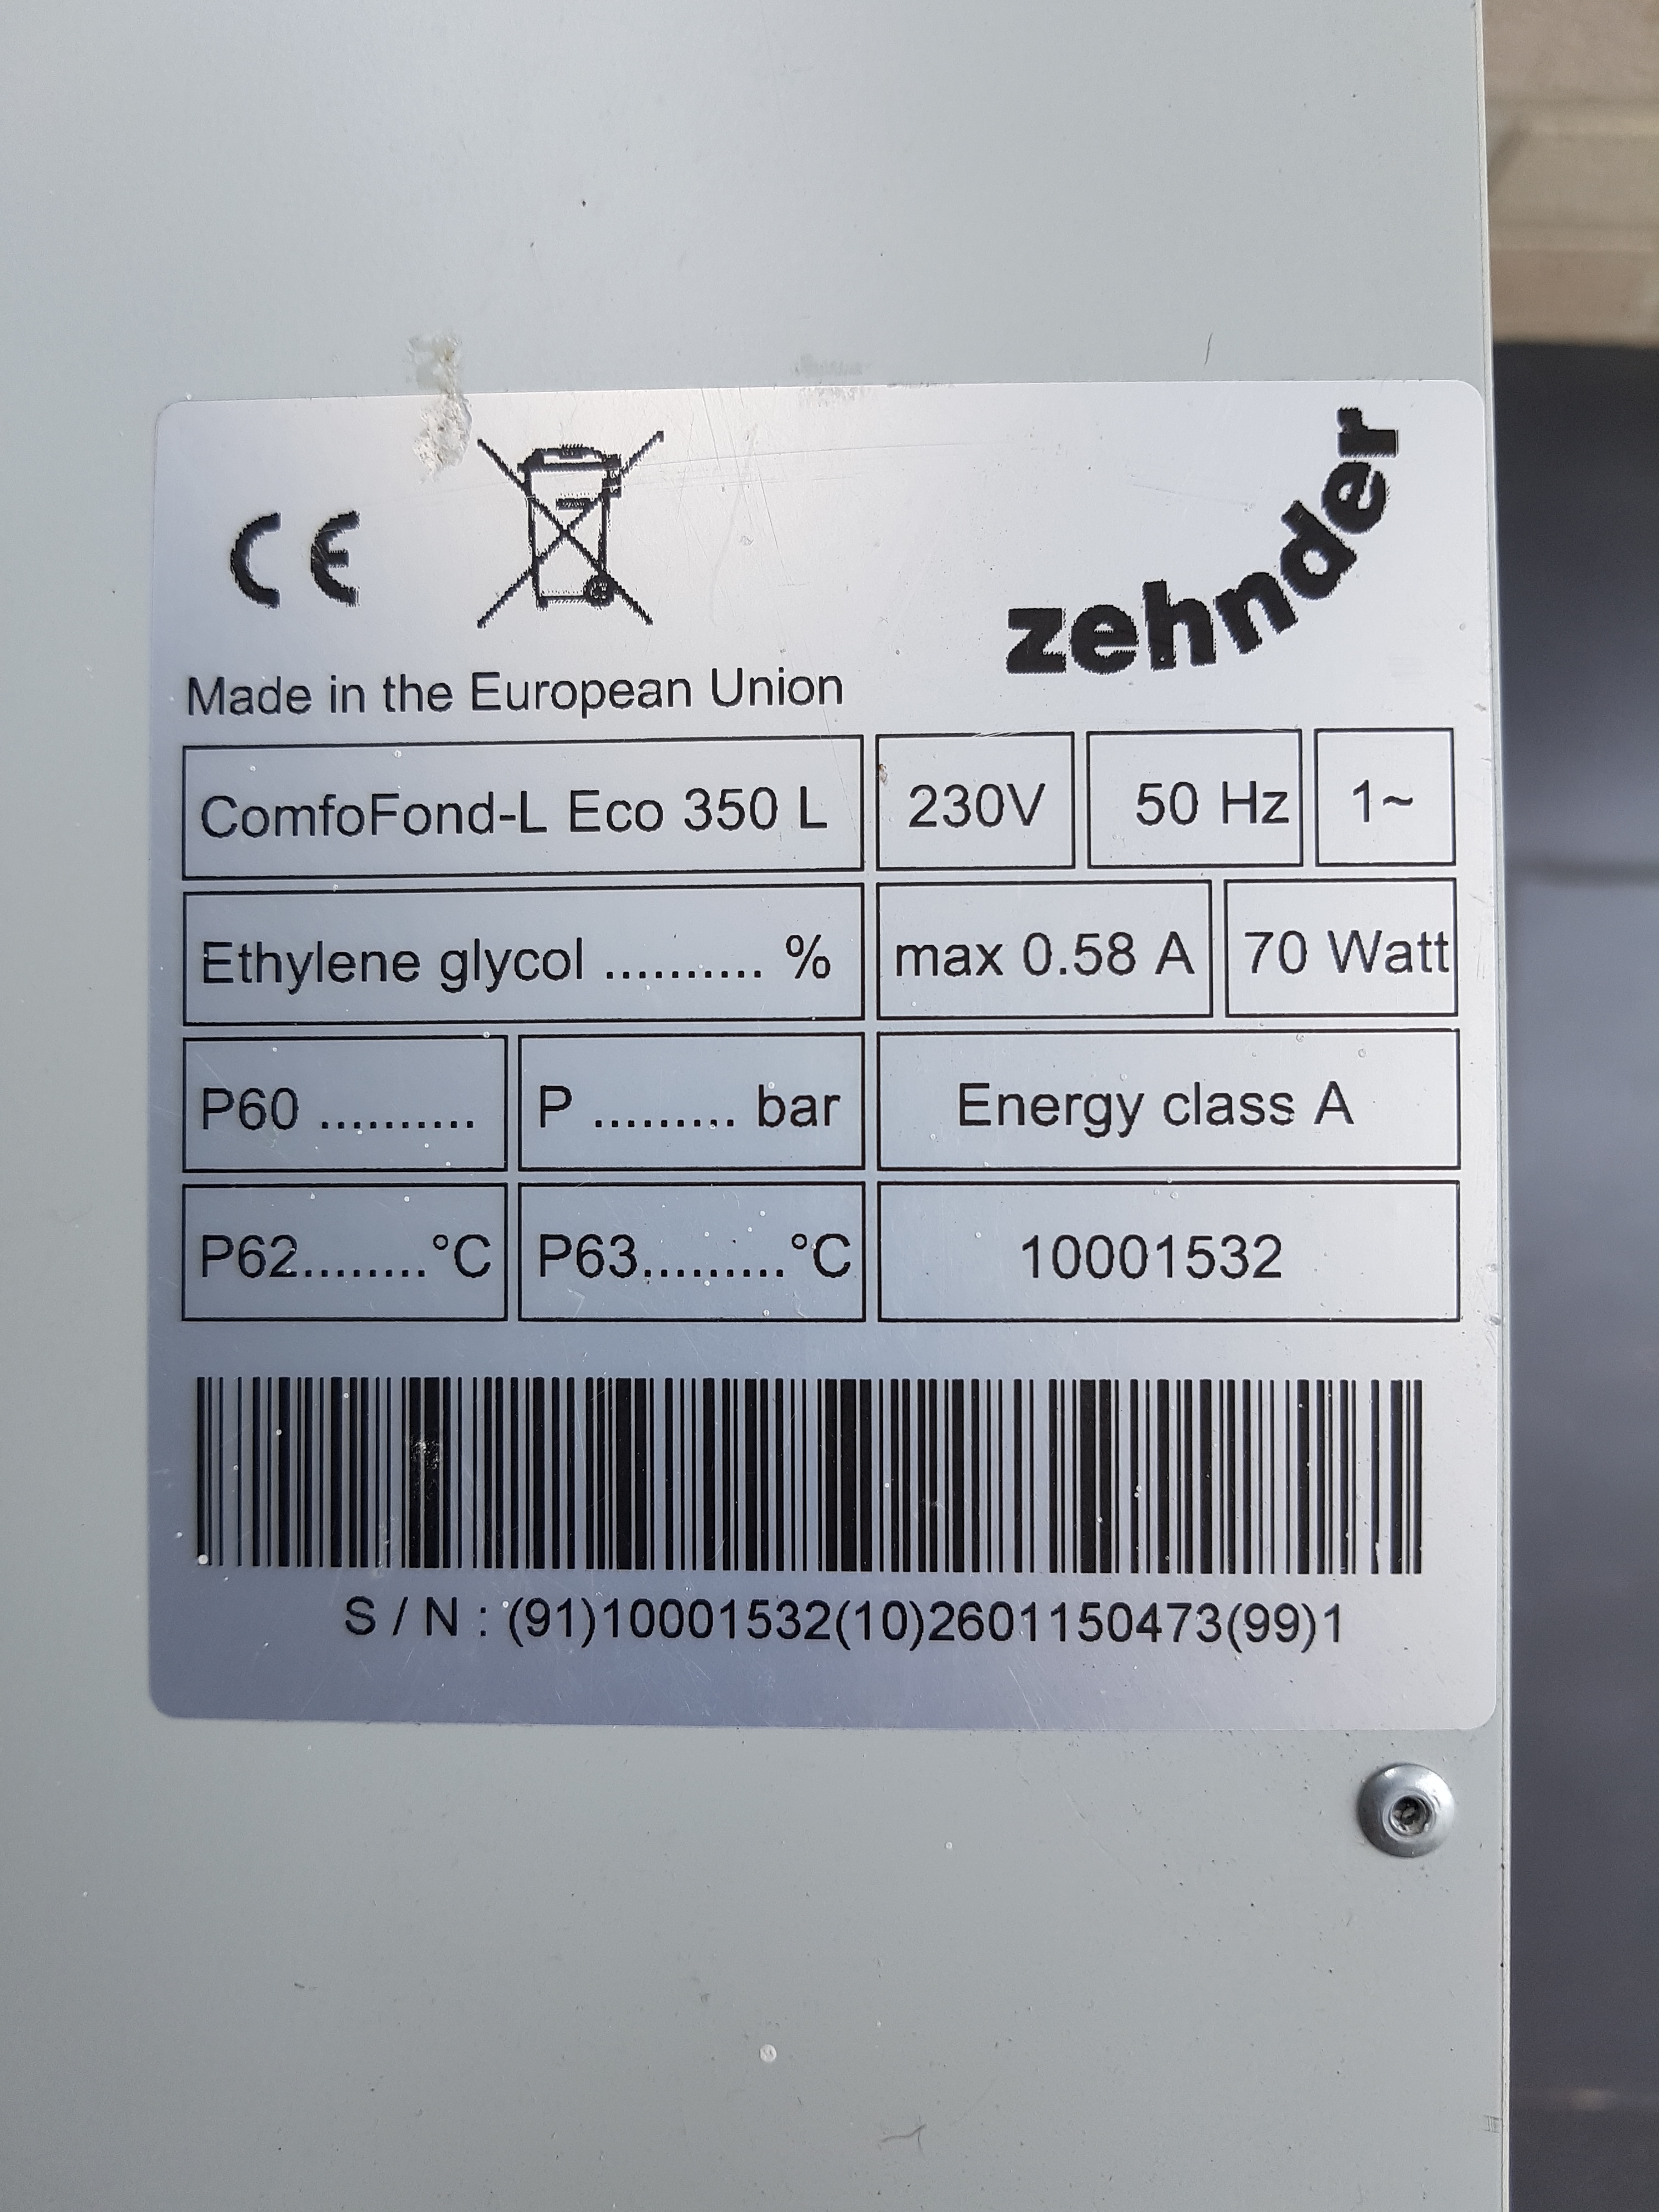 CE
zehnder
Made in the European Union
ComfoFond-L Eco 350 L 230V 50 Hz 1~
Ethylene glycol .......... % max 0.58 A 70 Watt
P60 .......... P ......... bar Energy class A
P62........ °C P63......... °C 10001532
S / N : (91)10001532(10)2601150473(99)1